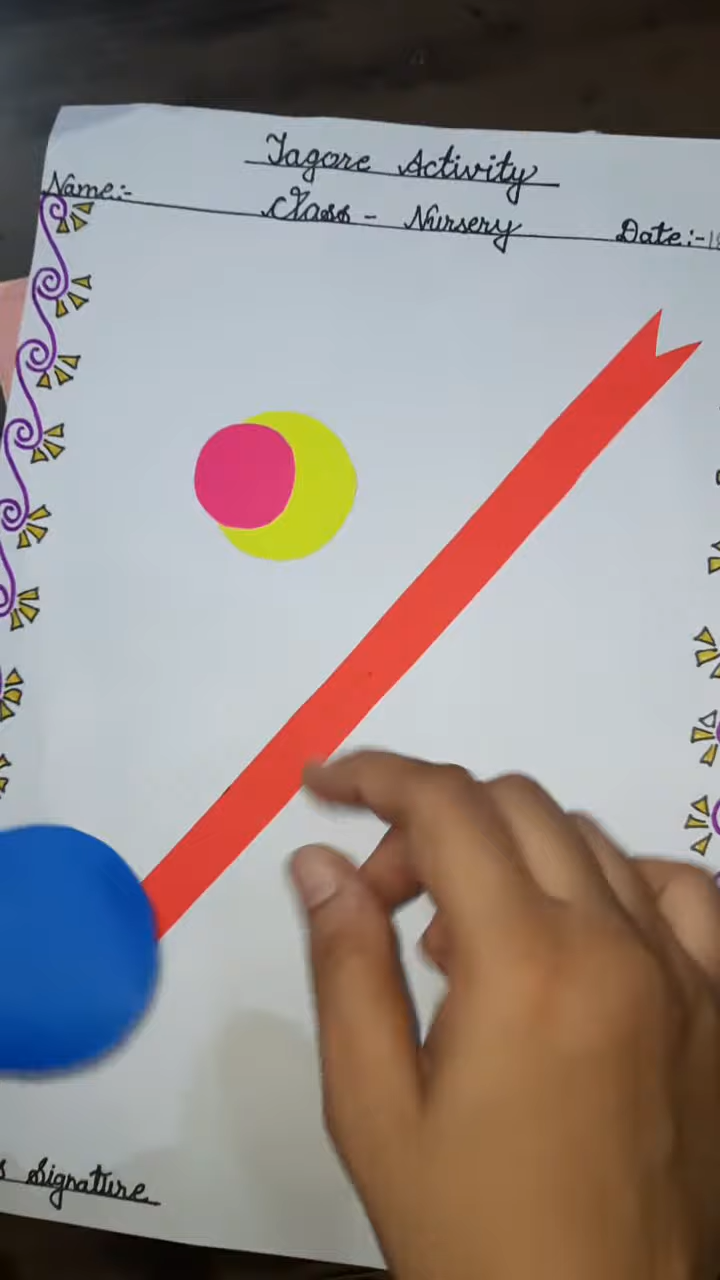 Tagore Activity
Name:-
Class - Nursery
Date:-
Signature